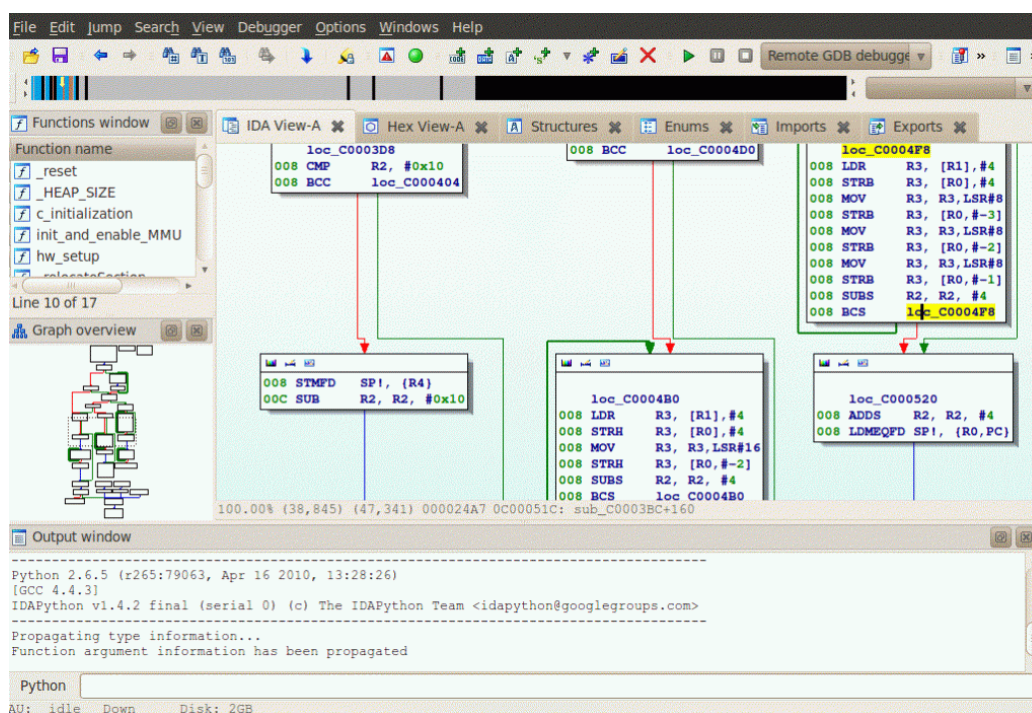 File Edit Jump Search View Debugger Options Windows Help
Remote GDB debugge
Functions window
IDA View-A
Hex View-A
Structures
Enums
Imports
Exports
Function name
_reset
_HEAP_SIZE
c_initialization
init_and_enable_MMU
hw_setup
_relocateSection
Line 10 of 17
Graph overview
loc_C0003D8
008 CMP R2, #0x10
008 BCC loc_C000404
008 BCC loc_C0004D0
loc_C0004F8
008 LDR R3, [R1],#4
008 STRB R3, [R0],#4
008 MOV R3, R3,LSR#8
008 STRB R3, [R0,#-3]
008 MOV R3, R3,LSR#8
008 STRB R3, [R0,#-2]
008 MOV R3, R3,LSR#8
008 STRB R3, [R0,#-1]
008 SUBS R2, R2, #4
008 BCS loc_C0004F8
008 STMFD SP!, {R4}
00C SUB R2, R2, #0x10
loc_C0004B0
008 LDR R3, [R1],#4
008 STRH R3, [R0],#4
008 MOV R3, R3,LSR#16
008 STRH R3, [R0,#-2]
008 SUBS R2, R2, #4
008 BCS loc_C0004B0
loc_C000520
008 ADDS R2, R2, #4
008 LDMEQFD SP!, {R0,PC}
100.00% (38,845) (47,341) 000024A7 0C00051C: sub_C0003BC+160
Output window
Python 2.6.5 (r265:79063, Apr 16 2010, 13:28:26)
[GCC 4.4.3]
IDAPython v1.4.2 final (serial 0) (c) The IDAPython Team <idapython@googlegroups.com>
Propagating type information...
Function argument information has been propagated
Python
AU: idle Down Disk: 2GB